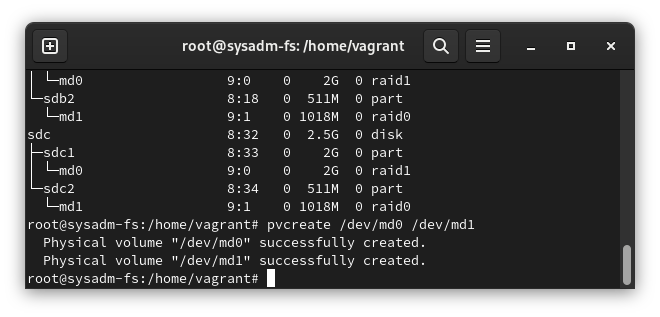 root@sysadm-fs: /home/vagrant
│ └─md0 9:0 0 2G 0 raid1
└─sdb2 8:18 0 511M 0 part
└─md1 9:1 0 1018M 0 raid0
sdc 8:32 0 2.5G 0 disk
├─sdc1 8:33 0 2G 0 part
│ └─md0 9:0 0 2G 0 raid1
└─sdc2 8:34 0 511M 0 part
└─md1 9:1 0 1018M 0 raid0
root@sysadm-fs:/home/vagrant# pvcreate /dev/md0 /dev/md1
Physical volume "/dev/md0" successfully created.
Physical volume "/dev/md1" successfully created.
root@sysadm-fs:/home/vagrant#